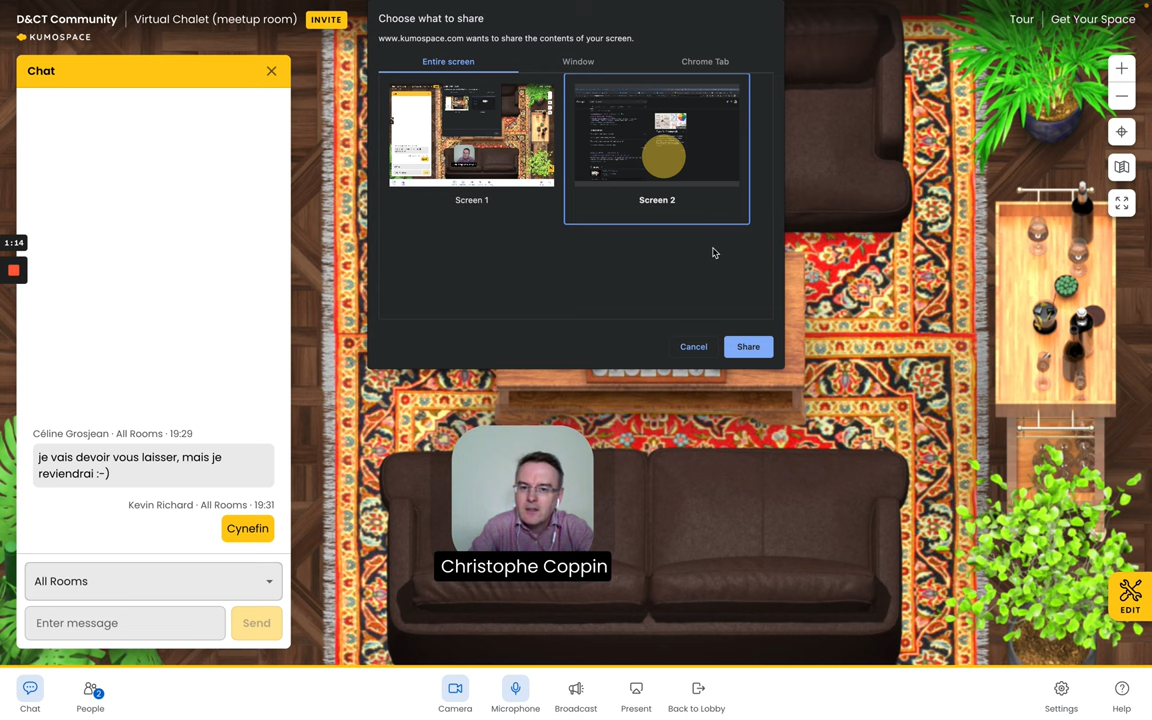 D&CT Community
Virtual Chalet (meetup room)
INVITE
KUMOSPACE
Tour
Get Your Space
Choose what to share
www.kumospace.com wants to share the contents of your screen.
Entire screen
Window
Chrome Tab
Screen 1
Screen 2
Cancel
Share
Chat
1:14
Céline Grosjean · All Rooms · 19:29
je vais devoir vous laisser, mais je
reviendrai :-)
Kevin Richard · All Rooms · 19:31
Cynefin
All Rooms
Enter message
Send
Christophe Coppin
EDIT
Chat
2
People
Camera
Microphone
Broadcast
Present
Back to Lobby
Settings
Help